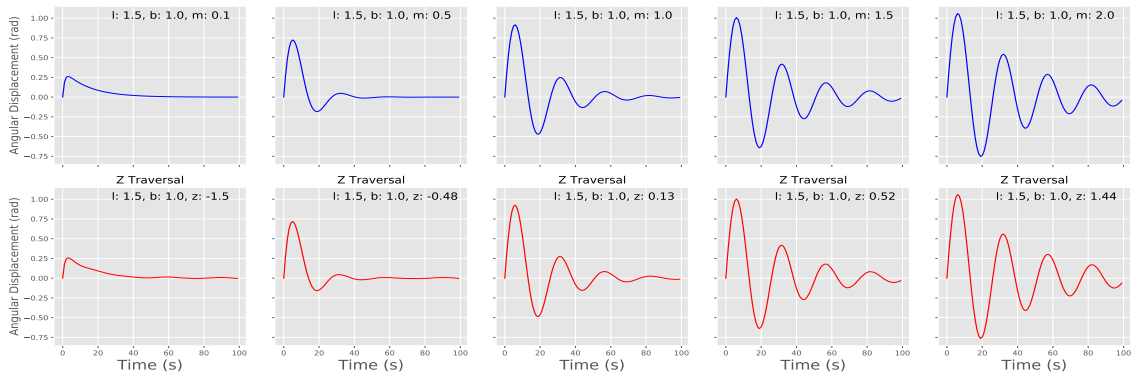 l: 1.5, b: 1.0, m: 0.1
l: 1.5, b: 1.0, m: 0.5
l: 1.5, b: 1.0, m: 1.0
l: 1.5, b: 1.0, m: 1.5
l: 1.5, b: 1.0, m: 2.0
Angular Displacement (rad)
1.00
0.75
0.50
0.25
0.00
−0.25
−0.50
−0.75
Z Traversal
Z Traversal
Z Traversal
Z Traversal
Z Traversal
l: 1.5, b: 1.0, z: -1.5
l: 1.5, b: 1.0, z: -0.48
l: 1.5, b: 1.0, z: 0.13
l: 1.5, b: 1.0, z: 0.52
l: 1.5, b: 1.0, z: 1.44
Angular Displacement (rad)
1.00
0.75
0.50
0.25
0.00
−0.25
−0.50
−0.75
0 20 40 60 80 100
0 20 40 60 80 100
0 20 40 60 80 100
0 20 40 60 80 100
0 20 40 60 80 100
Time (s)
Time (s)
Time (s)
Time (s)
Time (s)